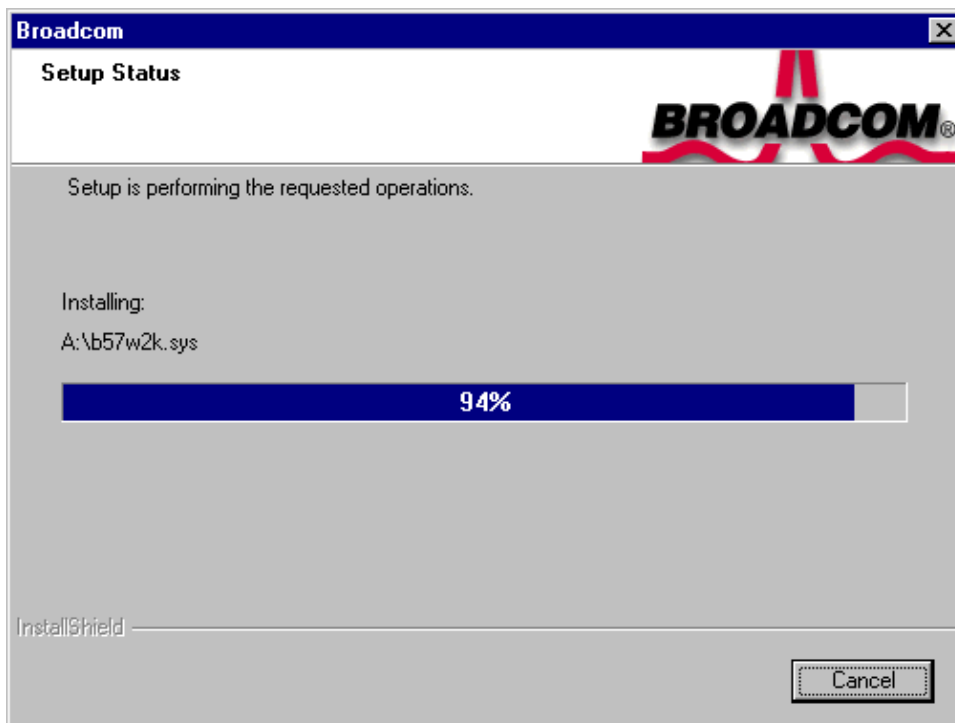 Broadcom
Setup Status
BROADCOM®
Setup is performing the requested operations.
Installing:
A:\b57w2k.sys
94%
InstallShield
Cancel